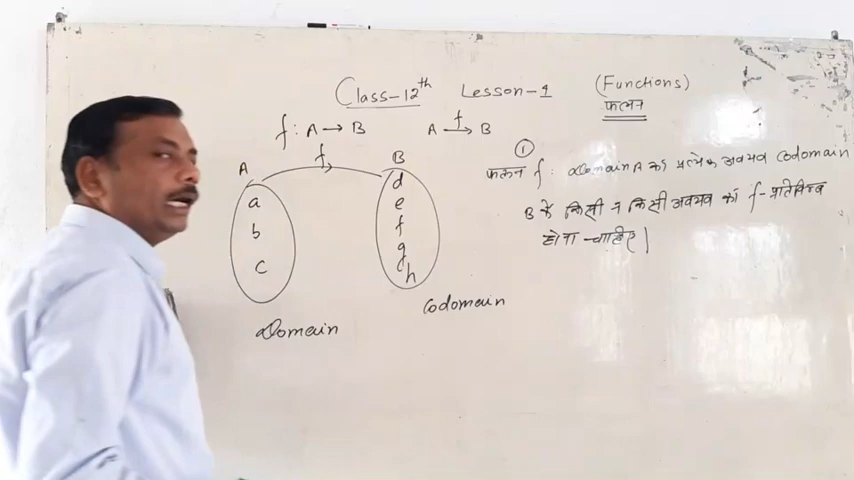 Class-12th Lesson-1 (Functions)
फलन
f: A → B A →f B
①
फलन f: Domain A का प्रत्येक अवयव Codomain
B के किसी न किसी अवयव का f-प्रतिबिम्ब
होना चाहिए।
A f B
a
b
c
d
e
f
g
h
Domain
Codomain